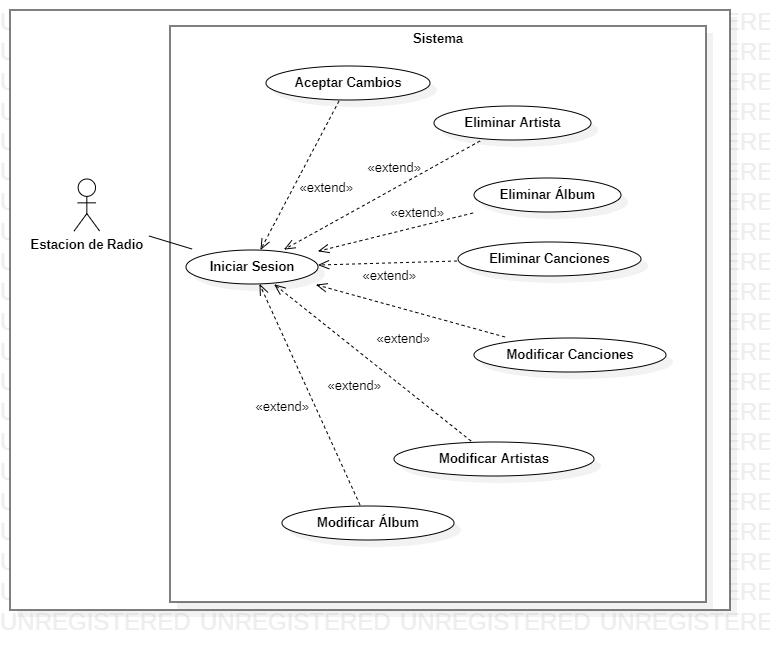 Sistema
Aceptar Cambios
Eliminar Artista
«extend»
«extend»
Eliminar Álbum
«extend»
Estacion de Radio
Iniciar Sesion
Eliminar Canciones
«extend»
«extend»
Modificar Canciones
«extend»
«extend»
Modificar Artistas
Modificar Álbum
UNREGISTERED UNREGISTERED UNREGISTERED UNREGISTERED